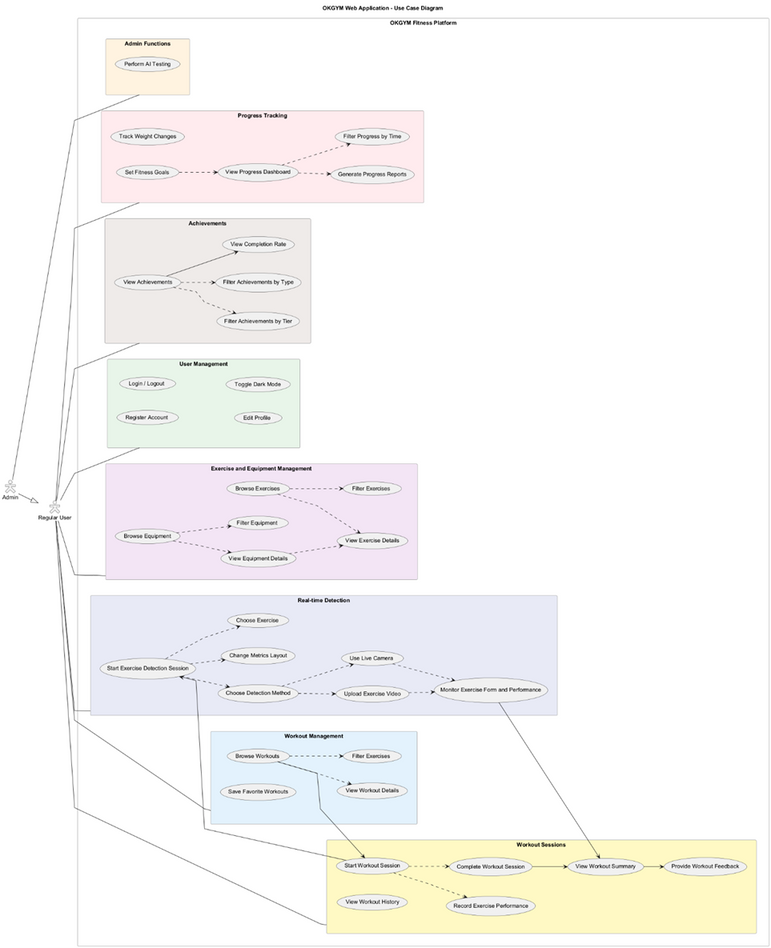 OKGYM Web Application - Use Case Diagram
OKGYM Fitness Platform
Admin Functions
Perform AI Testing
Progress Tracking
Track Weight Changes
Filter Progress by Time
Set Fitness Goals
View Progress Dashboard
Generate Progress Reports
Achievements
View Completion Rate
View Achievements
Filter Achievements by Type
Filter Achievements by Tier
User Management
Login / Logout
Toggle Dark Mode
Register Account
Edit Profile
Admin
Regular User
Exercise and Equipment Management
Browse Exercises
Filter Exercises
Filter Equipment
Browse Equipment
View Exercise Details
View Equipment Details
Real-time Detection
Choose Exercise
Change Metrics Layout
Use Live Camera
Start Exercise Detection Session
Choose Detection Method
Upload Exercise Video
Monitor Exercise Form and Performance
Workout Management
Browse Workouts
Filter Exercises
Save Favorite Workouts
View Workout Details
Workout Sessions
Start Workout Session
Complete Workout Session
View Workout Summary
Provide Workout Feedback
View Workout History
Record Exercise Performance